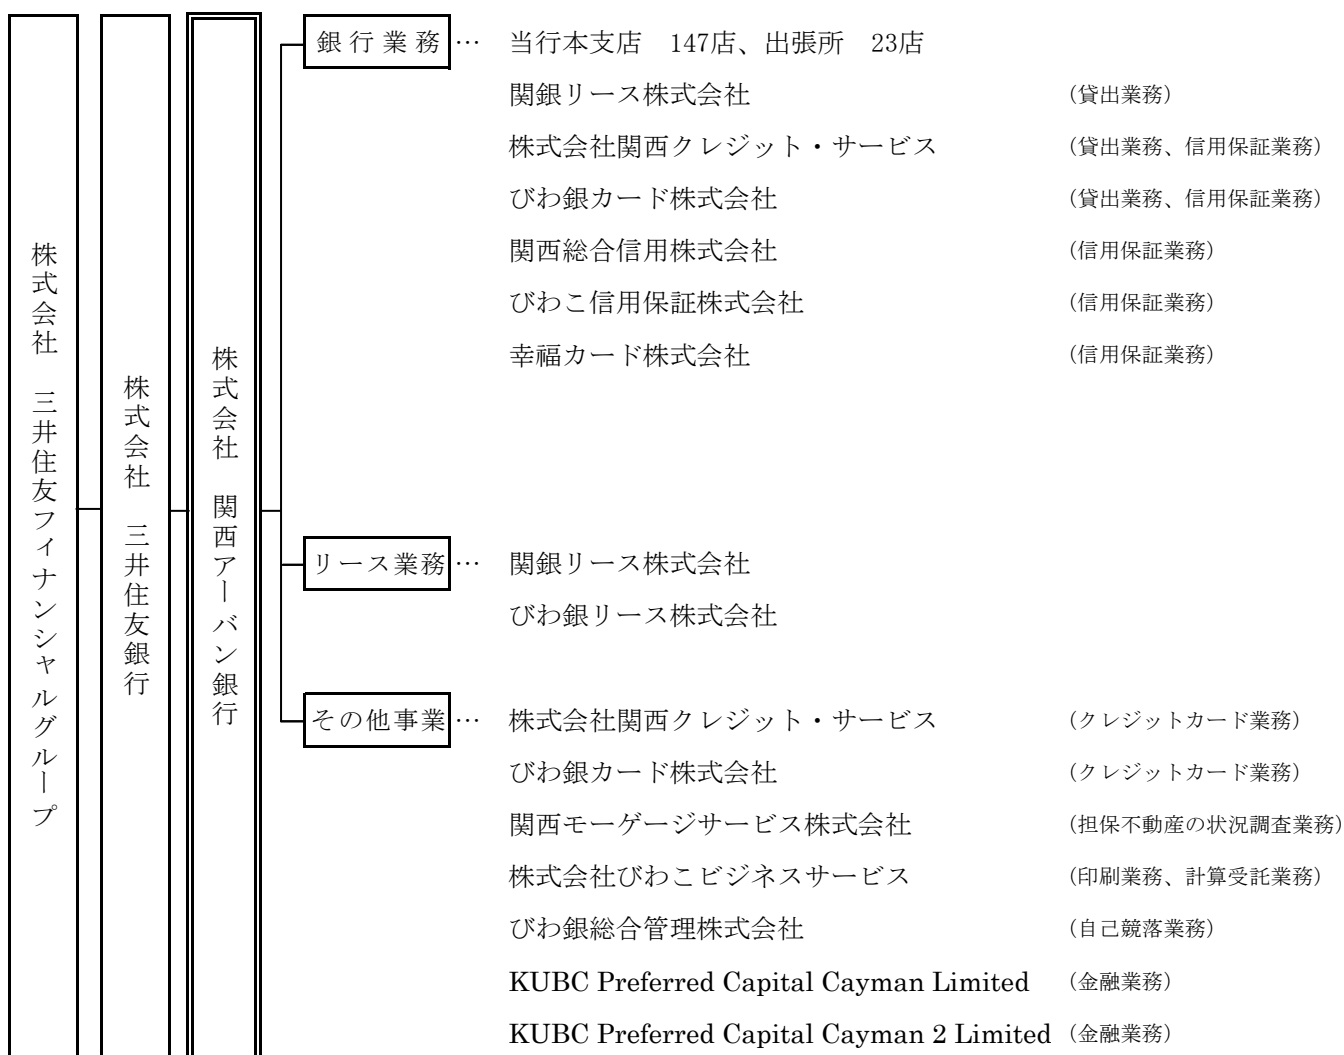 株式会社　三井住友フィナンシャルグループ
株式会社　三井住友銀行
株式会社　関西アーバン銀行
銀行業務 … 当行本支店　147店、出張所　23店
関銀リース株式会社 （貸出業務）
株式会社関西クレジット・サービス （貸出業務、信用保証業務）
びわ銀カード株式会社 （貸出業務、信用保証業務）
関西総合信用株式会社 （信用保証業務）
びわこ信用保証株式会社 （信用保証業務）
幸福カード株式会社 （信用保証業務）
リース業務 … 関銀リース株式会社
びわ銀リース株式会社
その他事業 … 株式会社関西クレジット・サービス （クレジットカード業務）
びわ銀カード株式会社 （クレジットカード業務）
関西モーゲージサービス株式会社 （担保不動産の状況調査業務）
株式会社びわこビジネスサービス （印刷業務、計算受託業務）
びわ銀総合管理株式会社 （自己競落業務）
KUBC Preferred Capital Cayman Limited （金融業務）
KUBC Preferred Capital Cayman 2 Limited （金融業務）